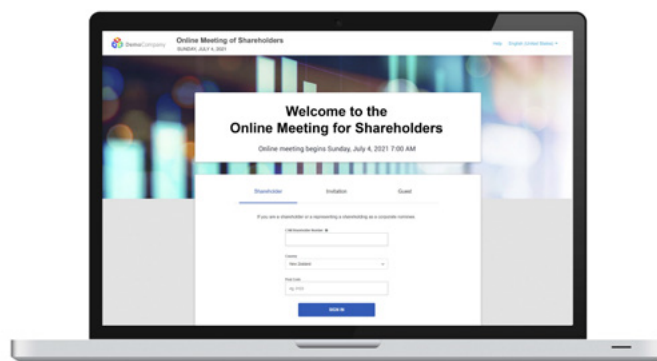 DemoCompany
Online Meeting of Shareholders
SUNDAY, JULY 4, 2021
Help English (United States)
Welcome to the
Online Meeting for Shareholders
Online meeting begins Sunday, July 4, 2021 7:00 AM
Shareholder Invitation Guest
If you are a shareholder or a representing a shareholding as a corporate nominee.
Country
New Zealand
Post Code
SIGN IN